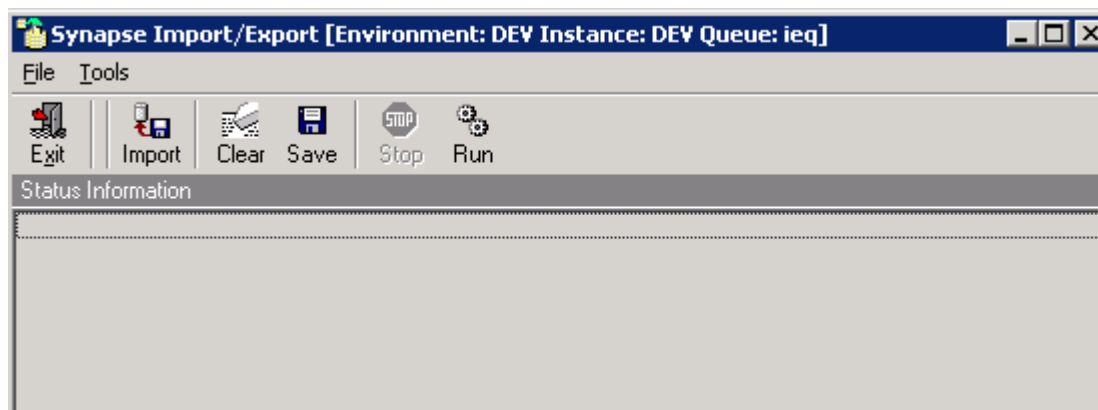 Synapse Import/Export [Environment: DEV Instance: DEV Queue: ieq]
File Tools
STOP
Exit Import Clear Save Stop Run
Status Information